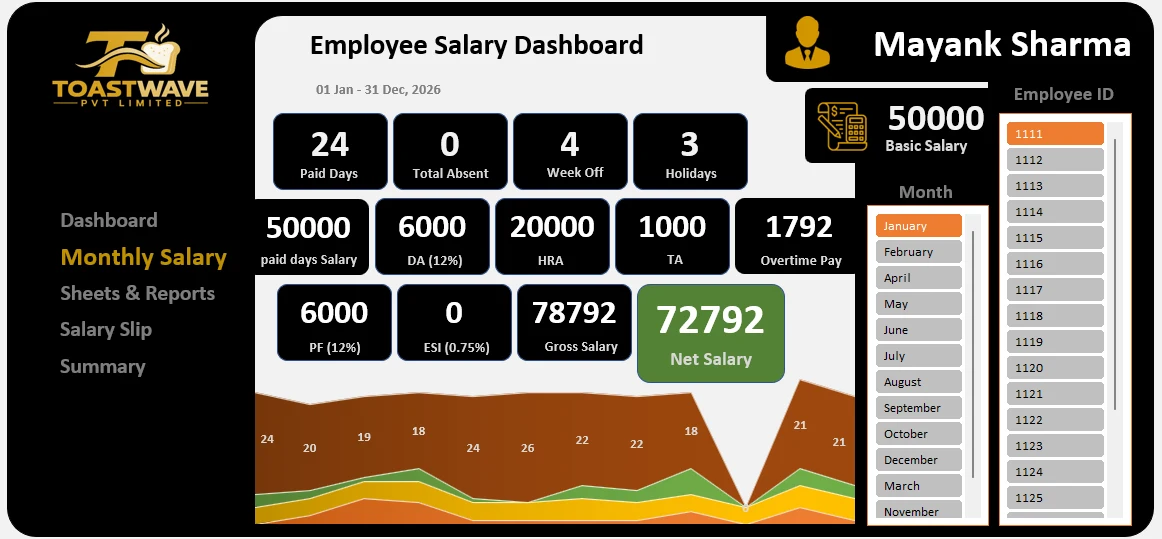 TOASTWAVE
PVT LIMITED
Employee Salary Dashboard
01 Jan - 31 Dec, 2026
Mayank Sharma
50000
Basic Salary
24
Paid Days
0
Total Absent
4
Week Off
3
Holidays
50000
paid days Salary
6000
DA (12%)
20000
HRA
1000
TA
1792
Overtime Pay
6000
PF (12%)
0
ESI (0.75%)
78792
Gross Salary
72792
Net Salary
Dashboard
Monthly Salary
Sheets & Reports
Salary Slip
Summary
24
20
19
18
24
26
22
22
18
0
21
21
Month
January
February
April
May
June
July
August
September
October
December
March
November
Employee ID
1111
1112
1113
1114
1115
1116
1117
1118
1119
1120
1121
1122
1123
1124
1125